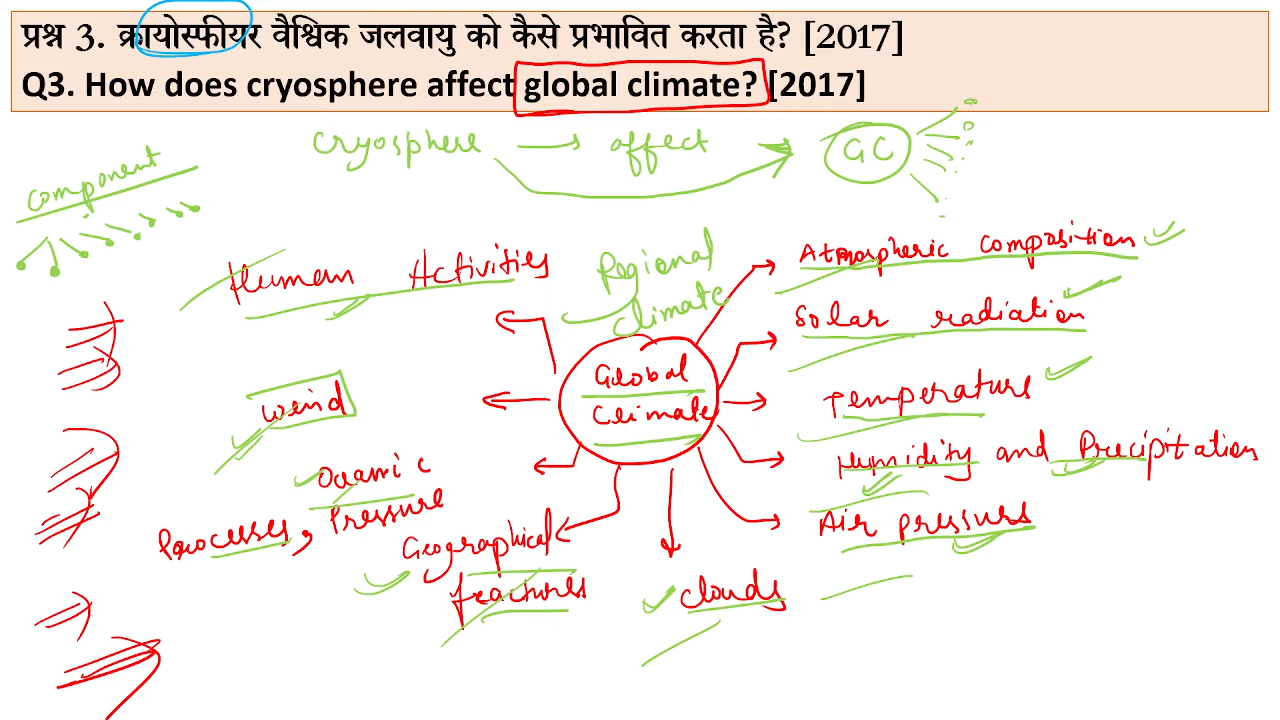 प्रश्न 3. क्रायोस्फीयर वैश्विक जलवायु को कैसे प्रभावित करता है? [2017]
Q3. How does cryosphere affect global climate? [2017]
cryosphere → affect → GC
component
Human Activities
Regional
climate
Atmospheric composition
Solar radiation
Global
Climate
Temperature
Wind
Humidity and Precipitation
Oceanic
Pressure
Processes,
Air pressure
Geographical
features
Clouds